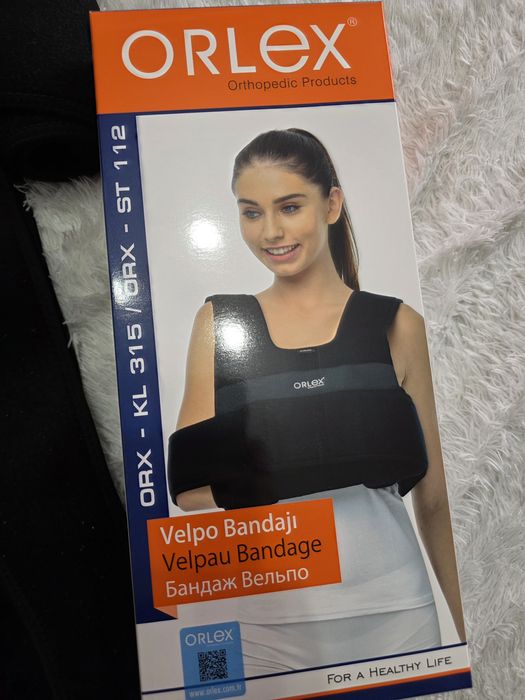 ORLex®
Orthopedic Products
ORX - KL 315 / ORX - ST 112
ORLex
Velpo Bandajı
Velpau Bandage
Бандаж Вельпо
ORLex
www.orlex.com.tr
FOR A HEALTHY LIFE